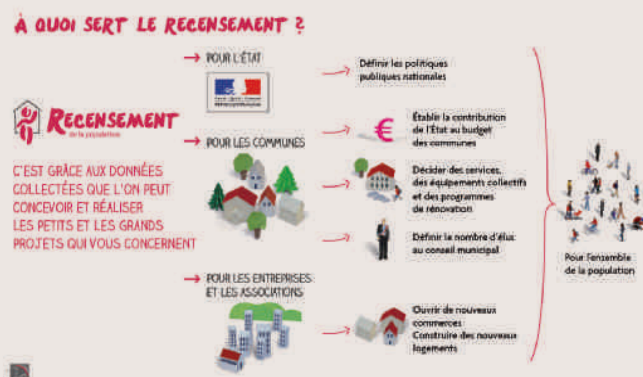 À QUOI SERT LE RECENSEMENT ?
RECENSEMENT
de la population
C'EST GRÂCE AUX DONNÉES
COLLECTÉES QUE L'ON PEUT
CONCEVOIR ET RÉALISER
LES PETITS ET LES GRANDS
PROJETS QUI VOUS CONCERNENT
→ POUR L'ÉTAT
Définir les politiques
publiques nationales
→ POUR LES COMMUNES
€
Établir la contribution
de l'État au budget
des communes
Décider des services,
des équipements collectifs
et des programmes
de rénovation
Définir le nombre d'élus
au conseil municipal
→ POUR LES ENTREPRISES
ET LES ASSOCIATIONS
Ouvrir de nouveaux
commerces
Construire des nouveaux
logements
Pour l'ensemble
de la population